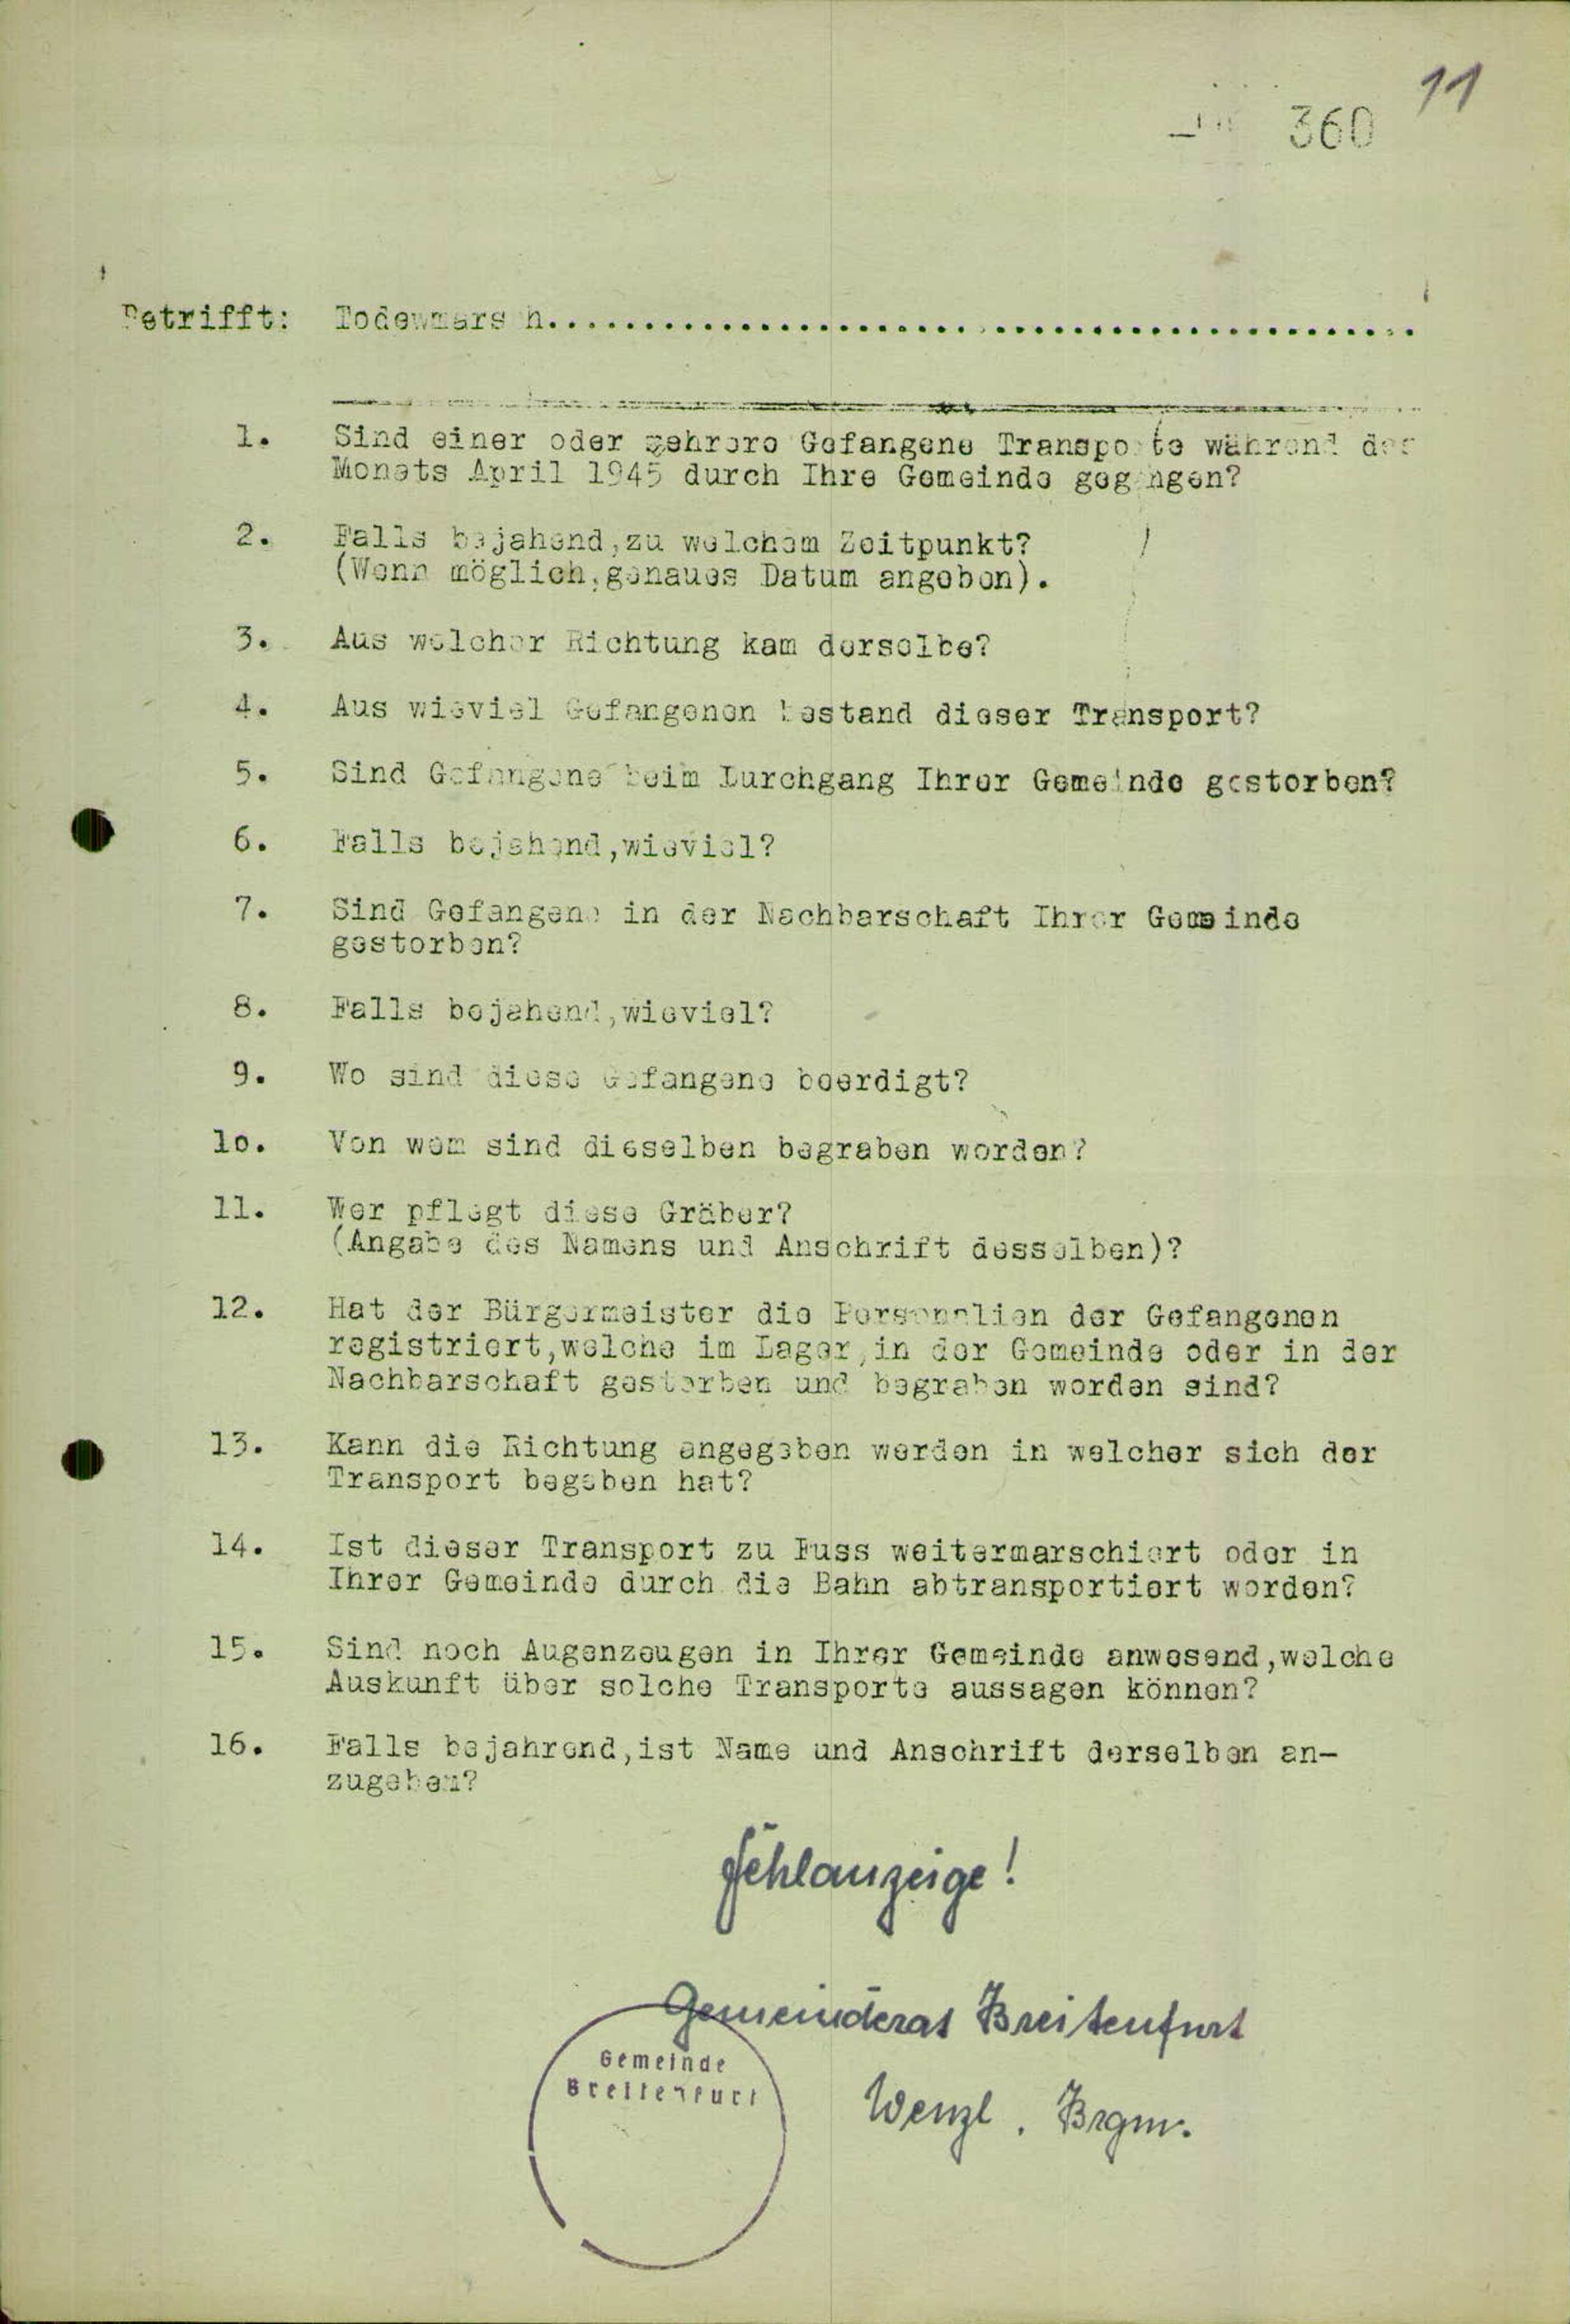 11
360
Betrifft: Todesmarsch..........................................................
1. Sind einer oder mehrere Gefangene Transporte während des
Monats April 1945 durch Ihre Gemeinde gegangen?
2. Falls bejahend,zu welchem Zeitpunkt?
(Wenn möglich,genaues Datum angeben).
3. Aus welcher Richtung kam derselbe?
4. Aus wieviel Gefangenen bestand dieser Transport?
5. Sind Gefangene beim Durchgang Ihrer Gemeinde gestorben?
6. Falls bejahend,wieviel?
7. Sind Gefangene in der Nachbarschaft Ihrer Gemeinde
gestorben?
8. Falls bejahend,wieviel?
9. Wo sind diese Gefangene beerdigt?
lo. Von wem sind dieselben begraben worden?
11. Wer pflegt diese Gräber?
(Angabe des Namens und Anschrift desselben)?
12. Hat der Bürgermeister die Personalien der Gefangenen
registriert,welche im Lager,in der Gemeinde oder in der
Nachbarschaft gestorben und begraben worden sind?
13. Kann die Richtung angegeben werden in welcher sich der
Transport begeben hat?
14. Ist dieser Transport zu Fuss weitermarschiert oder in
Ihrer Gemeinde durch die Bahn abtransportiert worden?
15. Sind noch Augenzeugen in Ihrer Gemeinde anwesend,welche
Auskunft über solche Transporte aussagen können?
16. Falls bejahrend,ist Name und Anschrift derselben an-
zugeben?
Fehlanzeige!
Gemeinderat Breitenfurt
Gemeinde
Breitenfurt
Wenzl. Brgm.